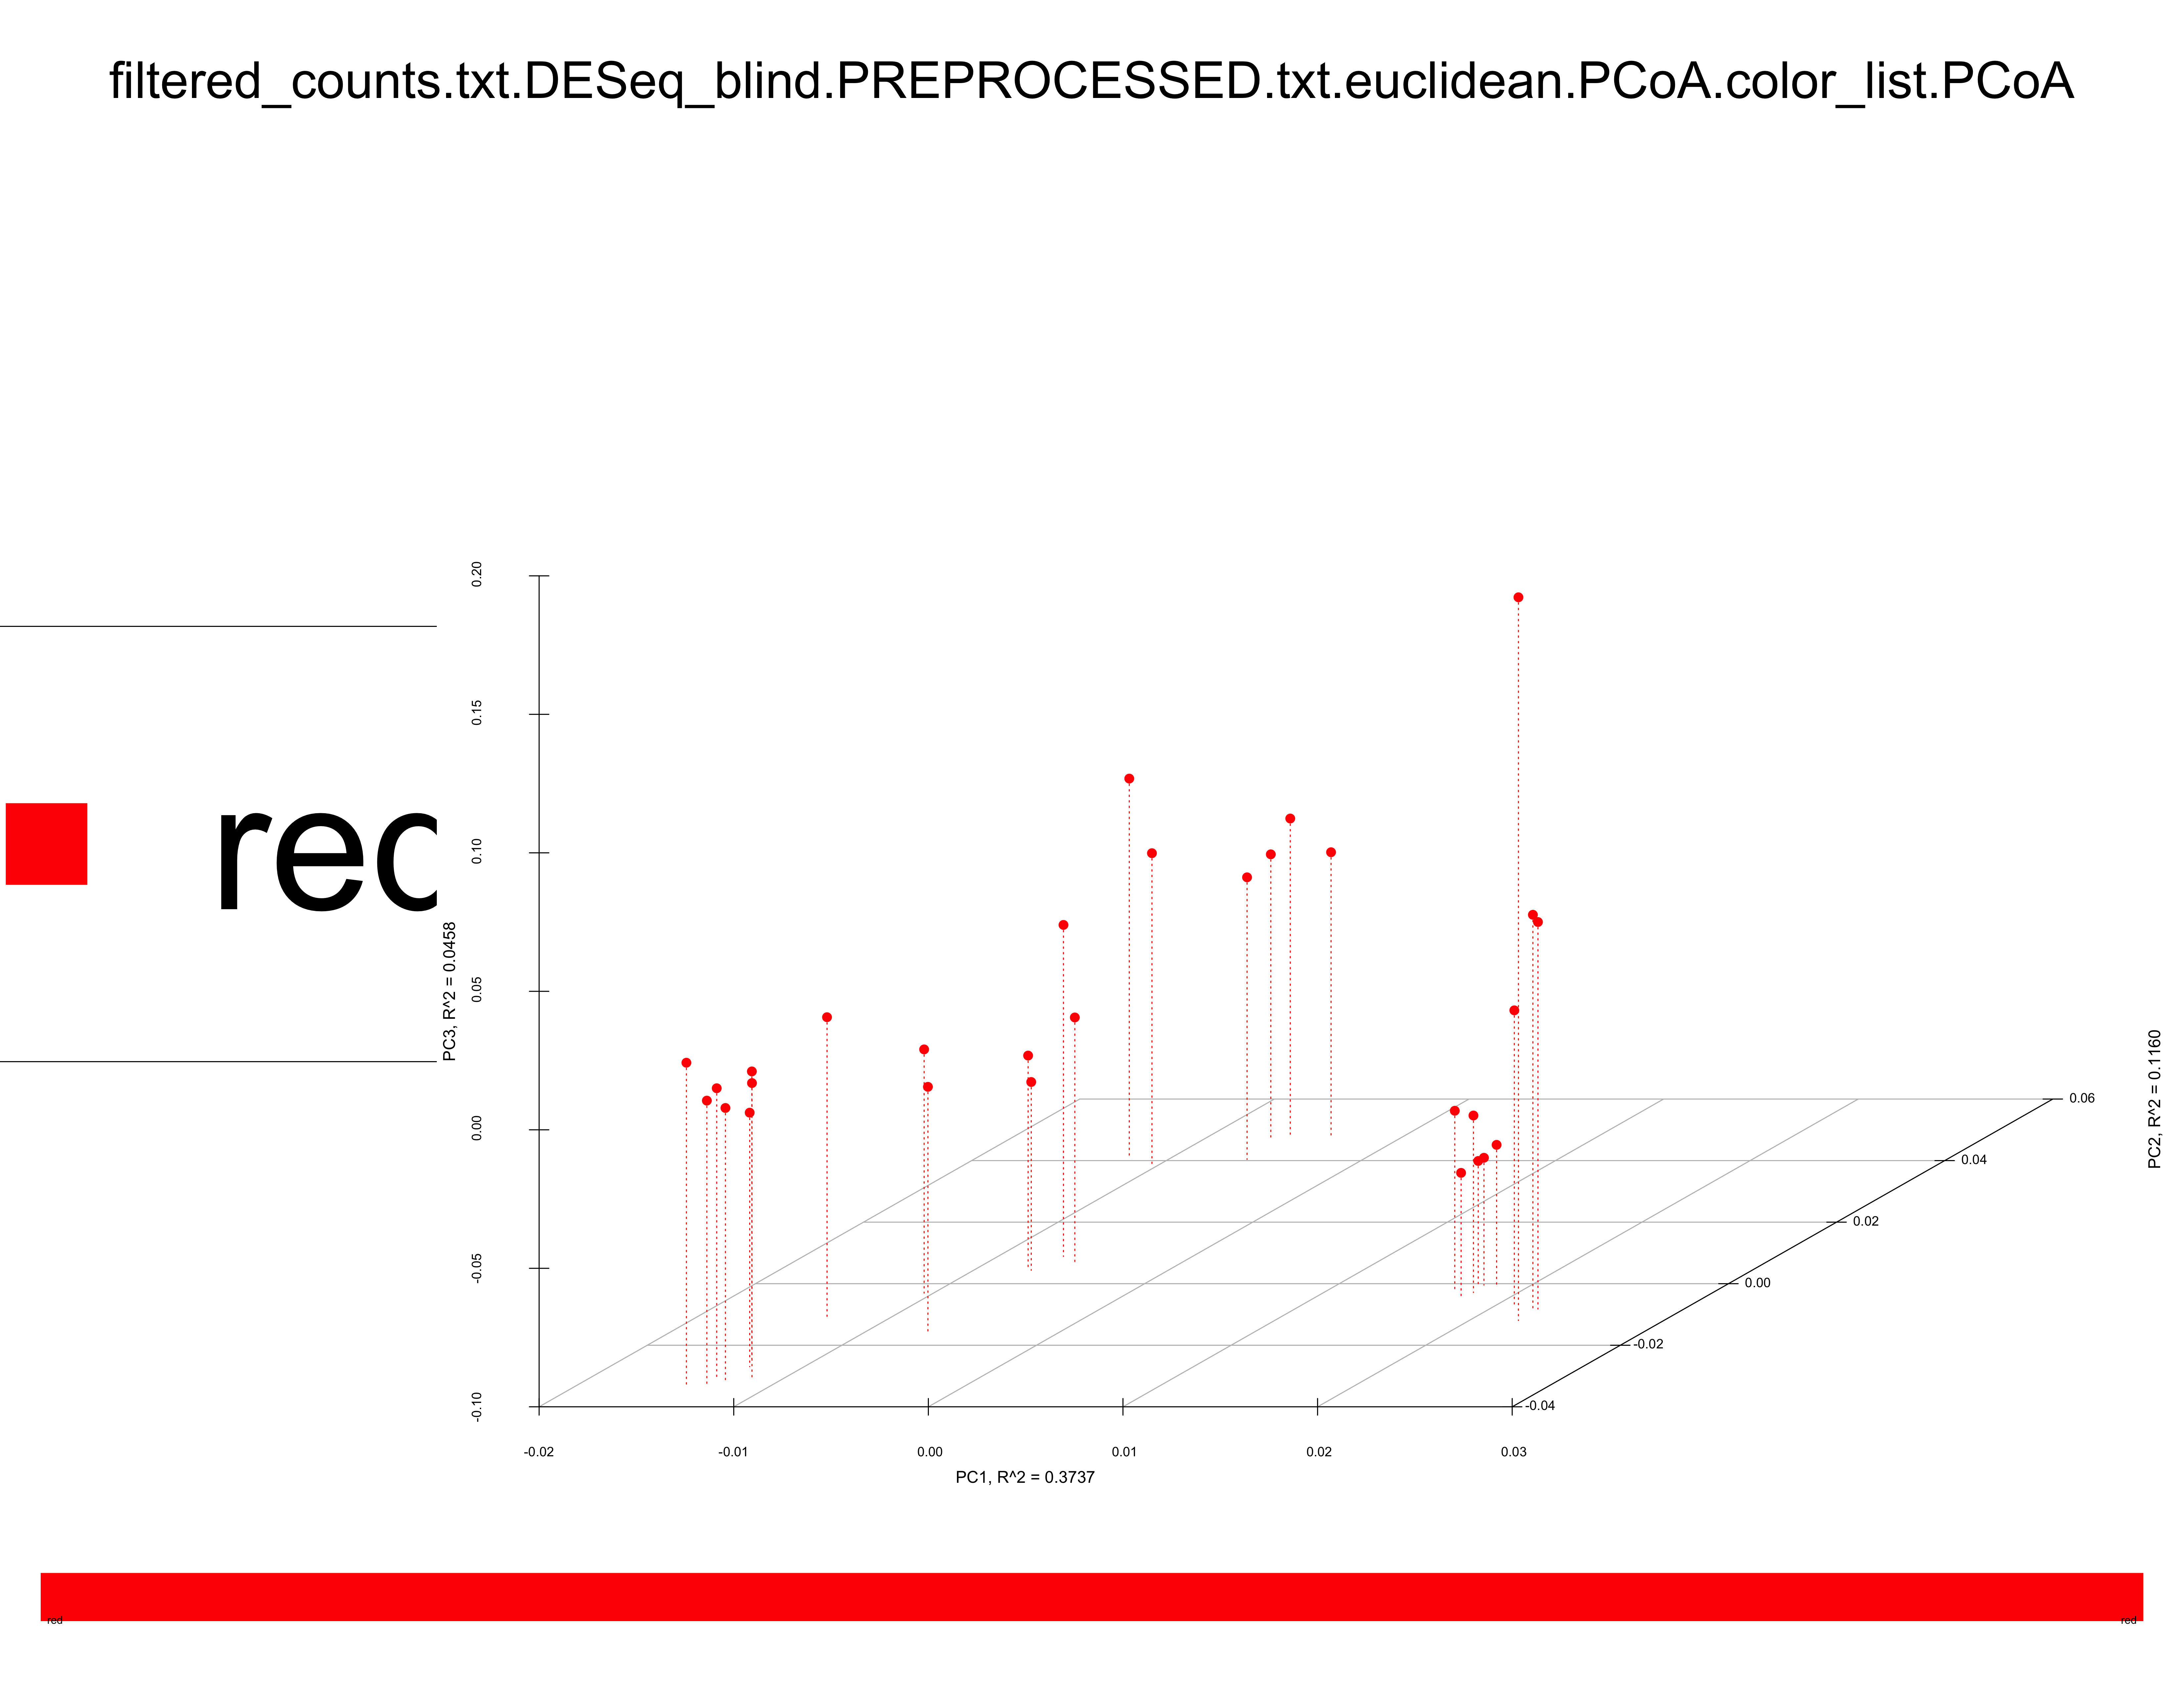 filtered_counts.txt.DESeq_blind.PREPROCESSED.txt.euclidean.PCoA.color_list.PCoA
red
PC3, R^2 = 0.0458
0.20
0.15
0.10
0.05
0.00
-0.05
-0.10
-0.02
-0.01
0.00
0.01
0.02
0.03
PC1, R^2 = 0.3737
0.06
0.04
0.02
0.00
-0.02
-0.04
PC2, R^2 = 0.1160
red
red